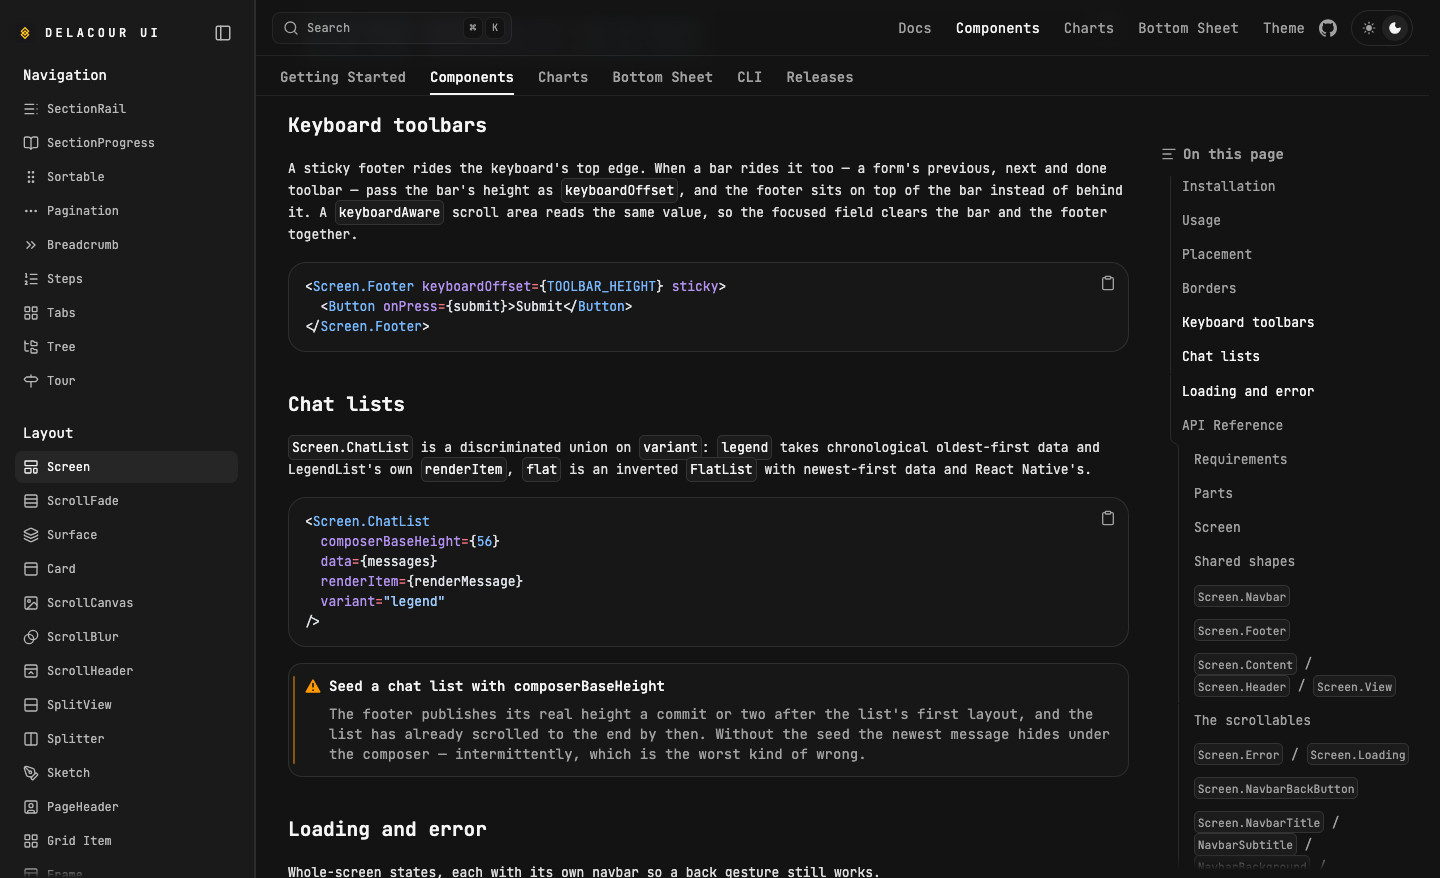 DELACOUR UI
Search
⌘ K
Docs
Components
Charts
Bottom Sheet
Theme
Getting Started
Components
Charts
Bottom Sheet
CLI
Releases
Navigation
SectionRail
SectionProgress
Sortable
Pagination
Breadcrumb
Steps
Tabs
Tree
Tour
Layout
Screen
ScrollFade
Surface
Card
ScrollCanvas
ScrollBlur
ScrollHeader
SplitView
Splitter
Sketch
PageHeader
Grid Item
Frame
Keyboard toolbars
A sticky footer rides the keyboard's top edge. When a bar rides it too — a form's previous, next and done
toolbar — pass the bar's height as keyboardOffset, and the footer sits on top of the bar instead of behind
it. A keyboardAware scroll area reads the same value, so the focused field clears the bar and the footer
together.
<Screen.Footer keyboardOffset={TOOLBAR_HEIGHT} sticky>
<Button onPress={submit}>Submit</Button>
</Screen.Footer>
Chat lists
Screen.ChatList is a discriminated union on variant: legend takes chronological oldest-first data and
LegendList's own renderItem, flat is an inverted FlatList with newest-first data and React Native's.
<Screen.ChatList
composerBaseHeight={56}
data={messages}
renderItem={renderMessage}
variant="legend"
/>
Seed a chat list with composerBaseHeight
The footer publishes its real height a commit or two after the list's first layout, and the
list has already scrolled to the end by then. Without the seed the newest message hides under
the composer — intermittently, which is the worst kind of wrong.
Loading and error
Whole-screen states, each with its own navbar so a back gesture still works.
On this page
Installation
Usage
Placement
Borders
Keyboard toolbars
Chat lists
Loading and error
API Reference
Requirements
Parts
Screen
Shared shapes
Screen.Navbar
Screen.Footer
Screen.Content /
Screen.Header / Screen.View
The scrollables
Screen.Error / Screen.Loading
Screen.NavbarBackButton
Screen.NavbarTitle /
NavbarSubtitle /
NavbarBackground /